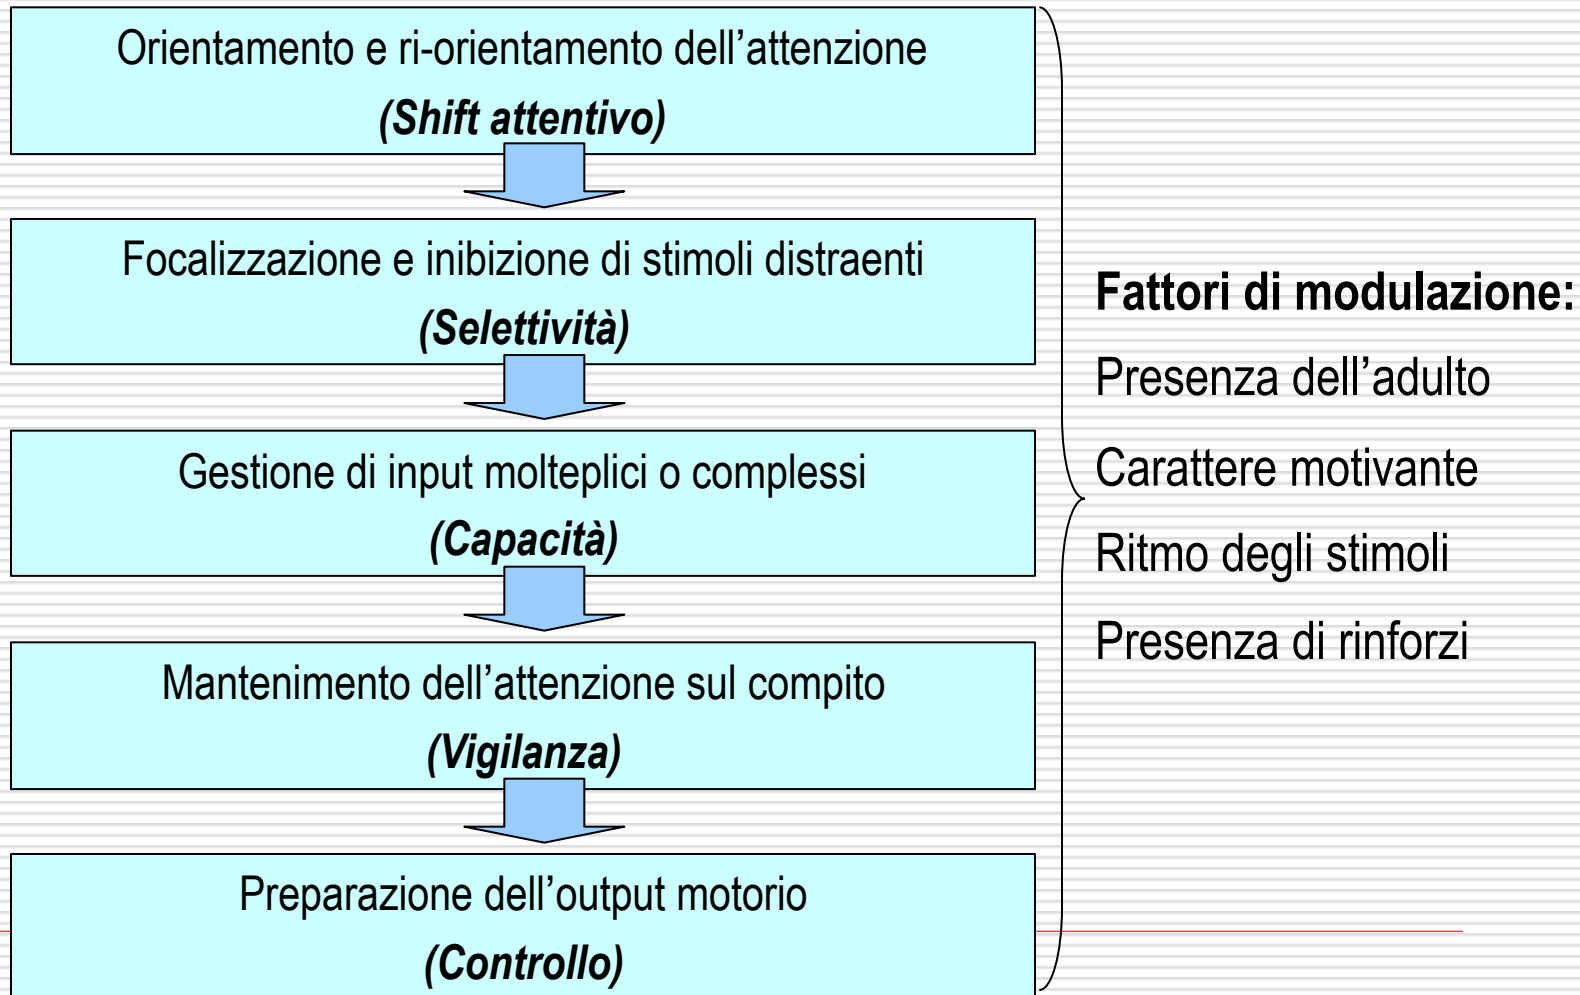 Orientamento e ri-orientamento dell’attenzione
(Shift attentivo)
Focalizzazione e inibizione di stimoli distraenti
(Selettività)
Gestione di input molteplici o complessi
(Capacità)
Mantenimento dell’attenzione sul compito
(Vigilanza)
Preparazione dell’output motorio
(Controllo)
Fattori di modulazione:
Presenza dell’adulto
Carattere motivante
Ritmo degli stimoli
Presenza di rinforzi